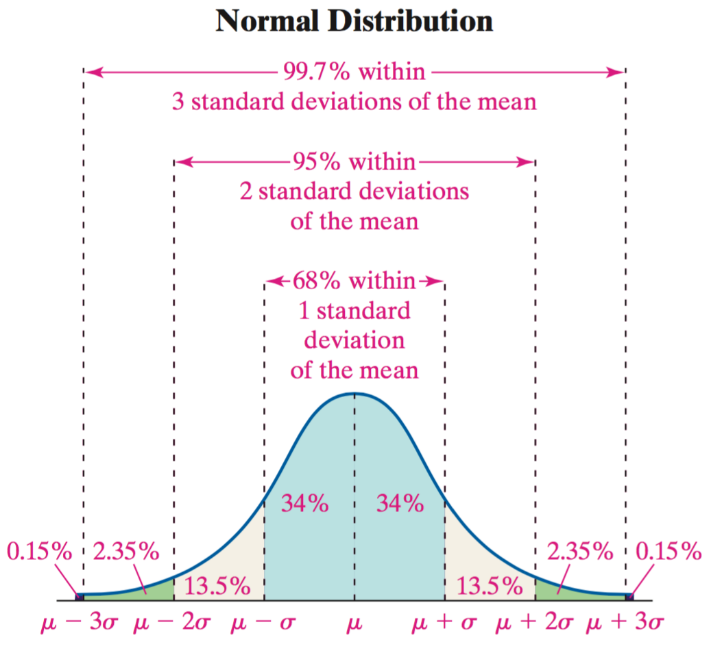 Normal Distribution
99.7% within
3 standard deviations of the mean
95% within
2 standard deviations
of the mean
68% within
1 standard
deviation
of the mean
34% 34%
0.15% 2.35% 2.35% 0.15%
13.5% 13.5%
μ − 3σ μ − 2σ μ − σ μ μ + σ μ + 2σ μ + 3σ